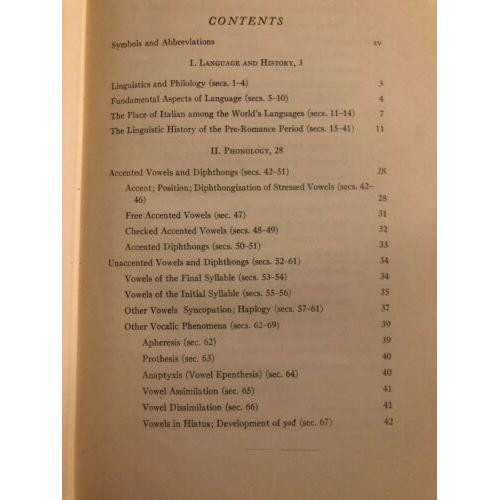 CONTENTS
Symbols and Abbreviations xv
I. Language and History, 3
Linguistics and Philology (secs. 1–4) 3
Fundamental Aspects of Language (secs. 5–10) 4
The Place of Italian among the World's Languages (secs. 11–14) 7
The Linguistic History of the Pre-Romance Period (secs. 15–41) 11
II. Phonology, 28
Accented Vowels and Diphthongs (secs. 42–51) 28
Accent; Position; Diphthongization of Stressed Vowels (secs. 42–
46) 28
Free Accented Vowels (sec. 47) 31
Checked Accented Vowels (secs. 48–49) 32
Accented Diphthongs (secs. 50–51) 33
Unaccented Vowels and Diphthongs (secs. 52–61) 34
Vowels of the Final Syllable (secs. 53–54) 34
Vowels of the Initial Syllable (secs. 55–56) 35
Other Vowels Syncopation; Haplogy (secs. 57–61) 37
Other Vocalic Phenomena (secs. 62–69) 39
Apheresis (sec. 62) 39
Prothesis (sec. 63) 40
Anaptyxis (Vowel Epenthesis) (sec. 64) 40
Vowel Assimilation (sec. 65) 41
Vowel Dissimilation (sec. 66) 41
Vowels in Hiatus; Development of yod (sec. 67) 42